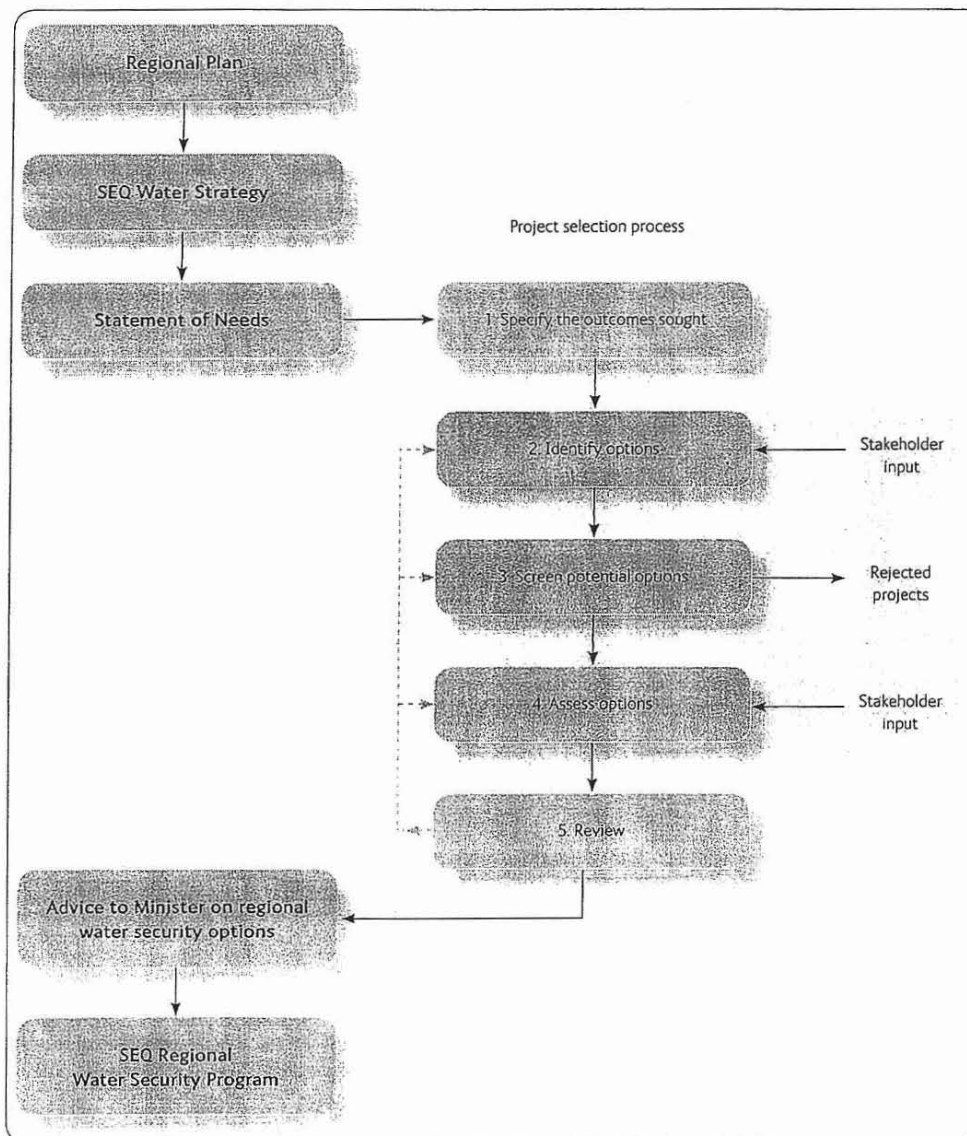 Regional Plan
SEQ Water Strategy
Project selection process
Statement of Needs
1. Specify the outcomes sought
2. Identify options
Stakeholder
input
3. Screen potential options
Rejected
projects
4. Assess options
Stakeholder
input
5. Review
Advice to Minister on regional
water security options
SEQ Regional
Water Security Program